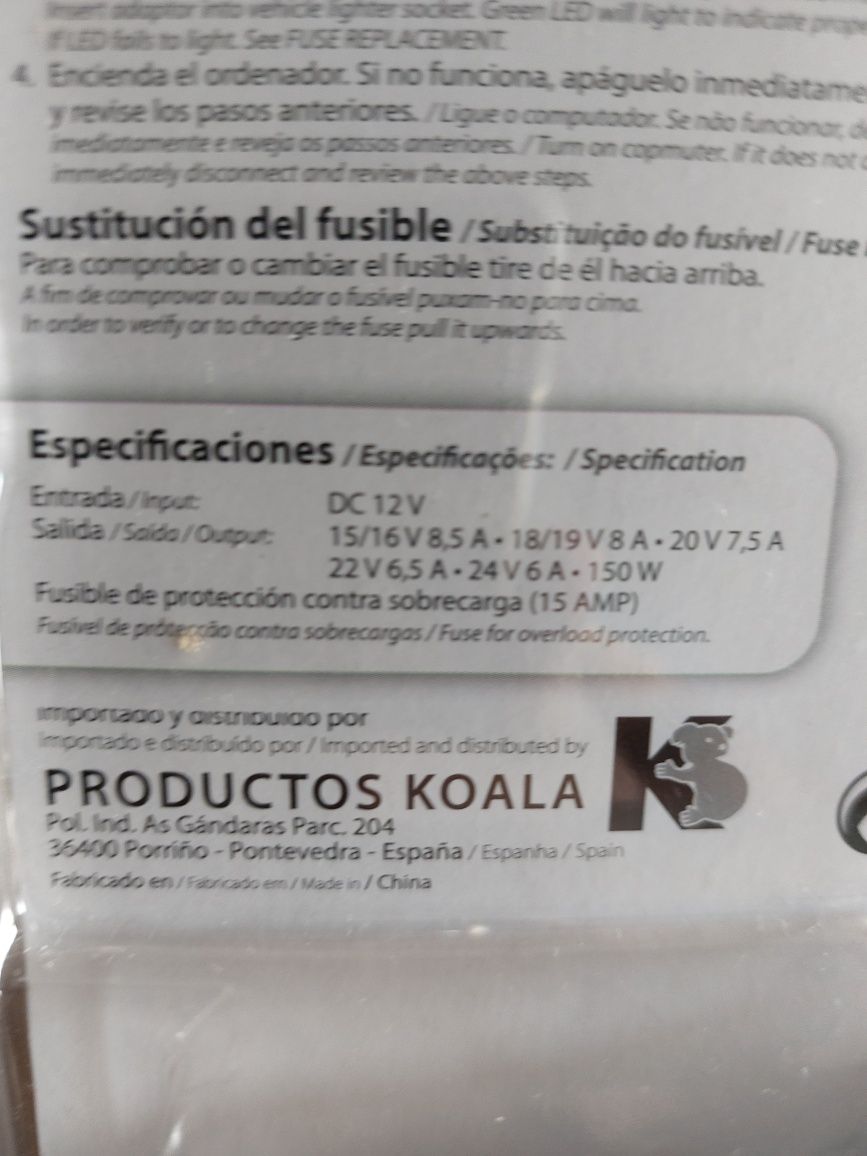 Insert adaptor into vehicle lighter socket. Green LED will light to indicate
If LED fails to light. See FUSE REPLACEMENT.
4. Encienda el ordenador. Si no funciona, apáguelo
y revise los pasos anteriores. / Ligue o computador. Se não funcionar,
imediatamente e reveja os passos anteriores. / Turn on copmuter. If it does not
immediately disconnect and review the above steps.
Sustitución del fusible / Substituição do fusível / Fuse
Para comprobar o cambiar el fusible tire de él hacia arriba.
A fim de comprovar ou mudar o fusível puxam-no para cima.
In order to verify or to change the fuse pull it upwards.
Especificaciones / Especificações: / Specification
Entrada / Input: DC 12 V
Salida / Saída / Output: 15/16 V 8,5 A • 18/19 V 8 A • 20 V 7,5 A
22 V 6,5 A • 24 V 6 A • 150 W
Fusible de protección contra sobrecarga (15 AMP)
Fusível de protecção contra sobrecargas / Fuse for overload protection.
Importado y distribuido por
Importado e distribuído por / Imported and distributed by
PRODUCTOS KOALA
Pol. Ind. As Gándaras Parc. 204
36400 Porriño - Pontevedra - España / Espanha / Spain
Fabricado en / Fabricado em / Made in / China